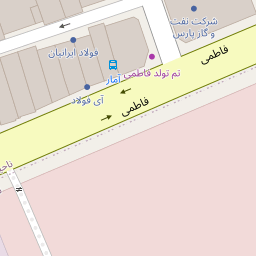 شرکت نفت
و گاز پارس
فولاد ایرانیان
فاطمی
تم تولد فاطمی
آمار
آی فولاد
فاطمی